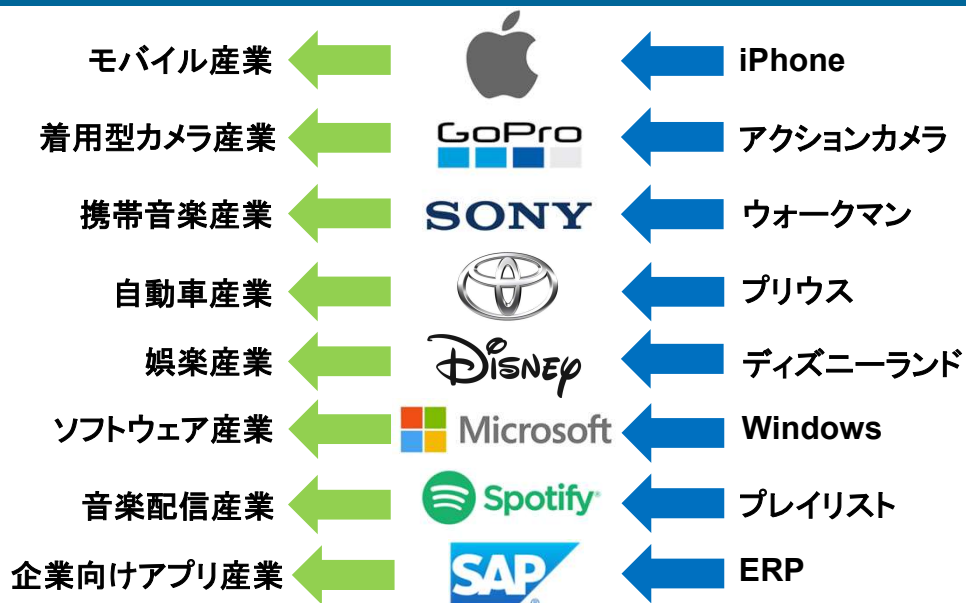 モバイル産業 iPhone
着用型カメラ産業 GoPro アクションカメラ
携帯音楽産業 SONY ウォークマン
自動車産業 プリウス
娯楽産業 Disney ディズニーランド
ソフトウェア産業 Microsoft Windows
音楽配信産業 Spotify プレイリスト
企業向けアプリ産業 SAP ERP